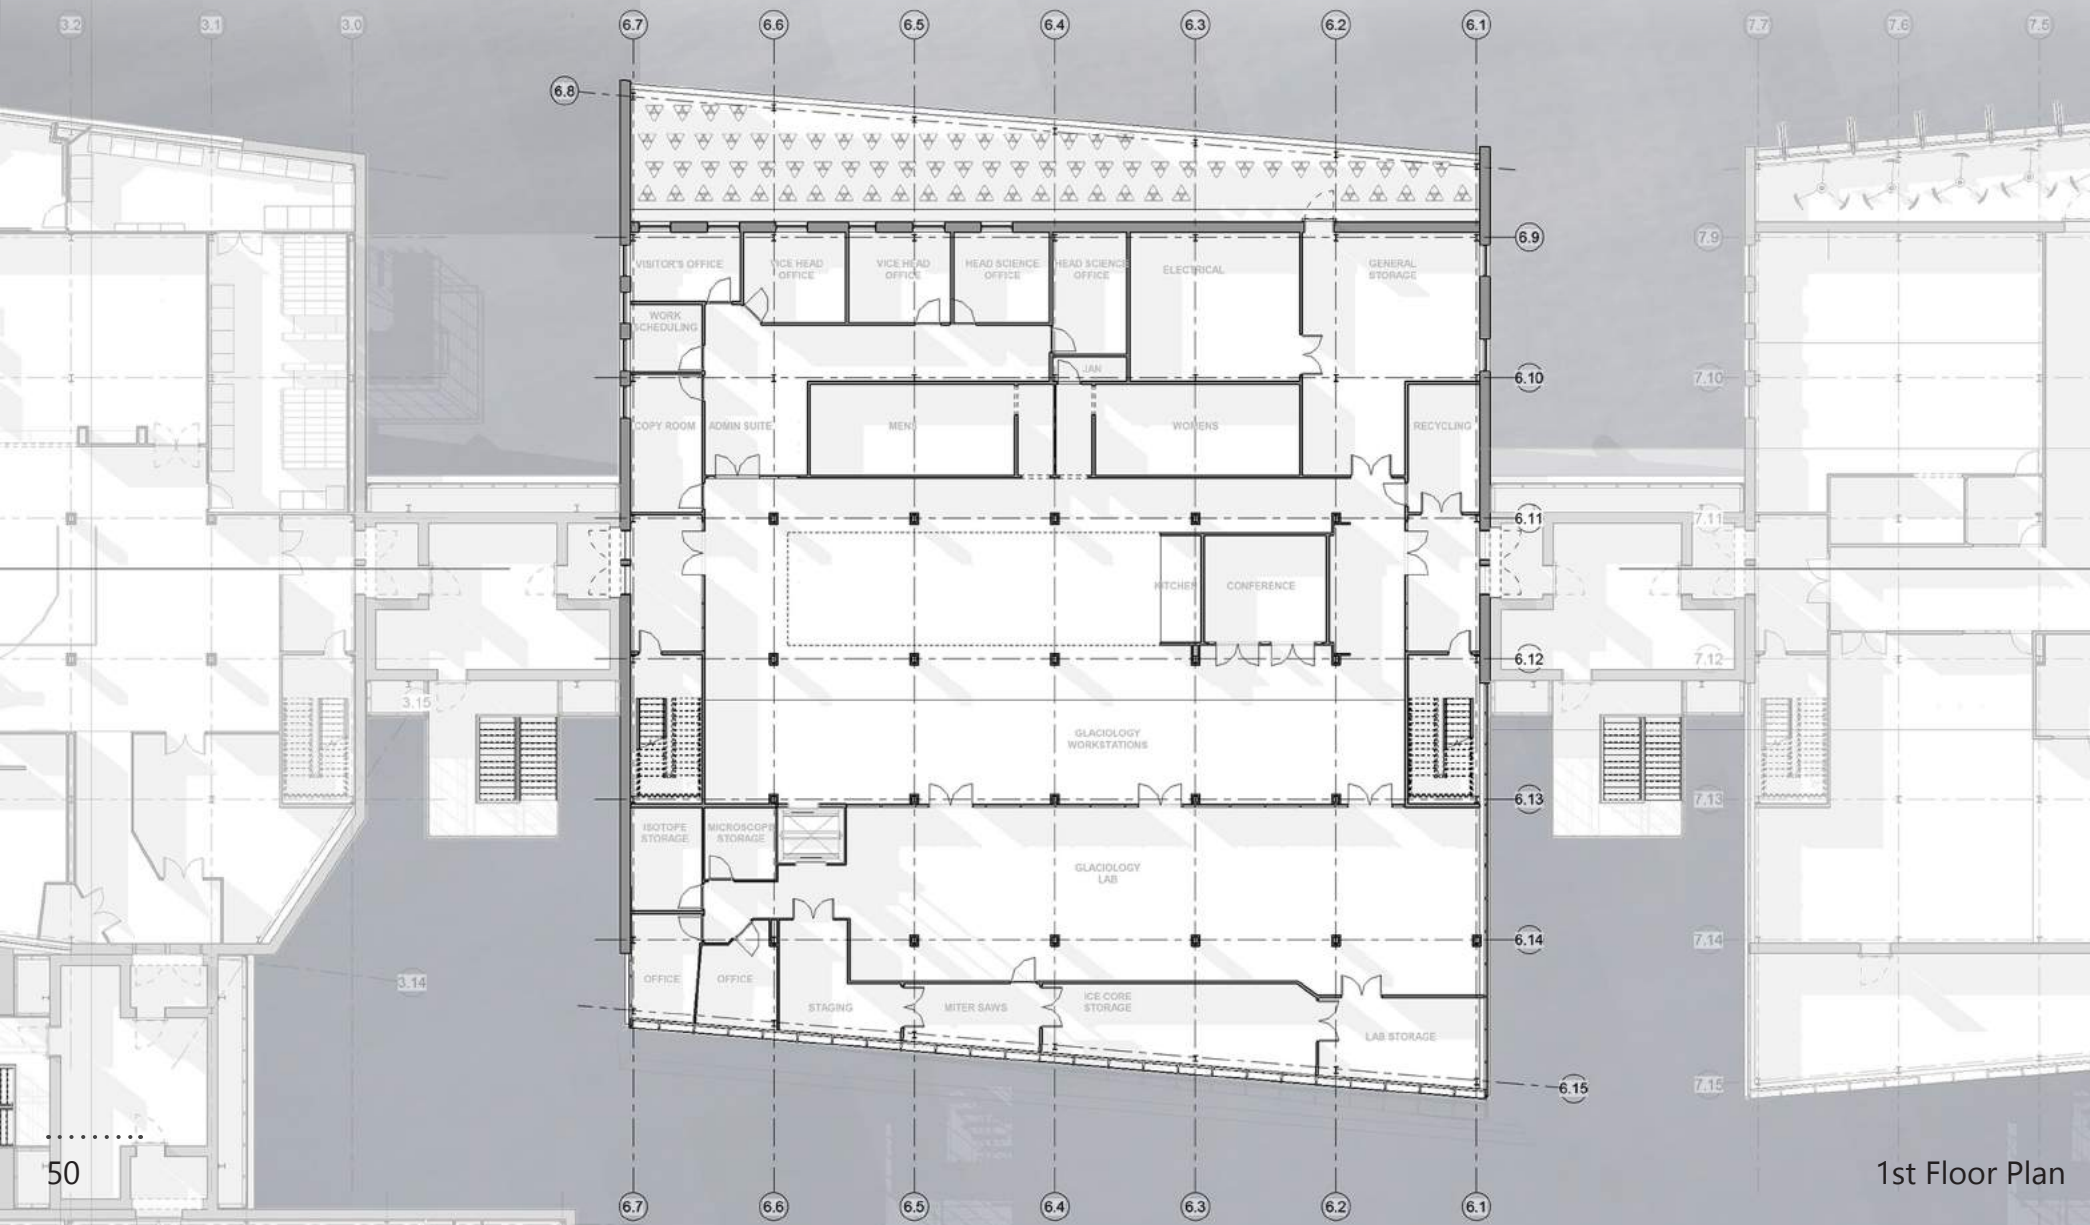 3.2
3.1
3.0
6.7
6.6
6.5
6.4
6.3
6.2
6.1
7.7
7.6
7.5
6.8
6.9
7.9
VISITOR'S OFFICE
VICE HEAD
OFFICE
VICE HEAD
OFFICE
HEAD SCIENCE
OFFICE
HEAD SCIENCE
OFFICE
ELECTRICAL
GENERAL
STORAGE
WORK
SCHEDULING
JAN
6.10
7.10
COPY ROOM
ADMIN SUITE
MENS
WOMENS
RECYCLING
6.11
7.11
KITCHEN
CONFERENCE
6.12
7.12
3.15
GLACIOLOGY
WORKSTATIONS
6.13
7.13
ISOTOPE
STORAGE
MICROSCOPE
STORAGE
GLACIOLOGY
LAB
6.14
7.14
3.14
OFFICE
OFFICE
STAGING
MITER SAWS
ICE CORE
STORAGE
LAB STORAGE
6.15
7.15
50
1st Floor Plan
6.7
6.6
6.5
6.4
6.3
6.2
6.1